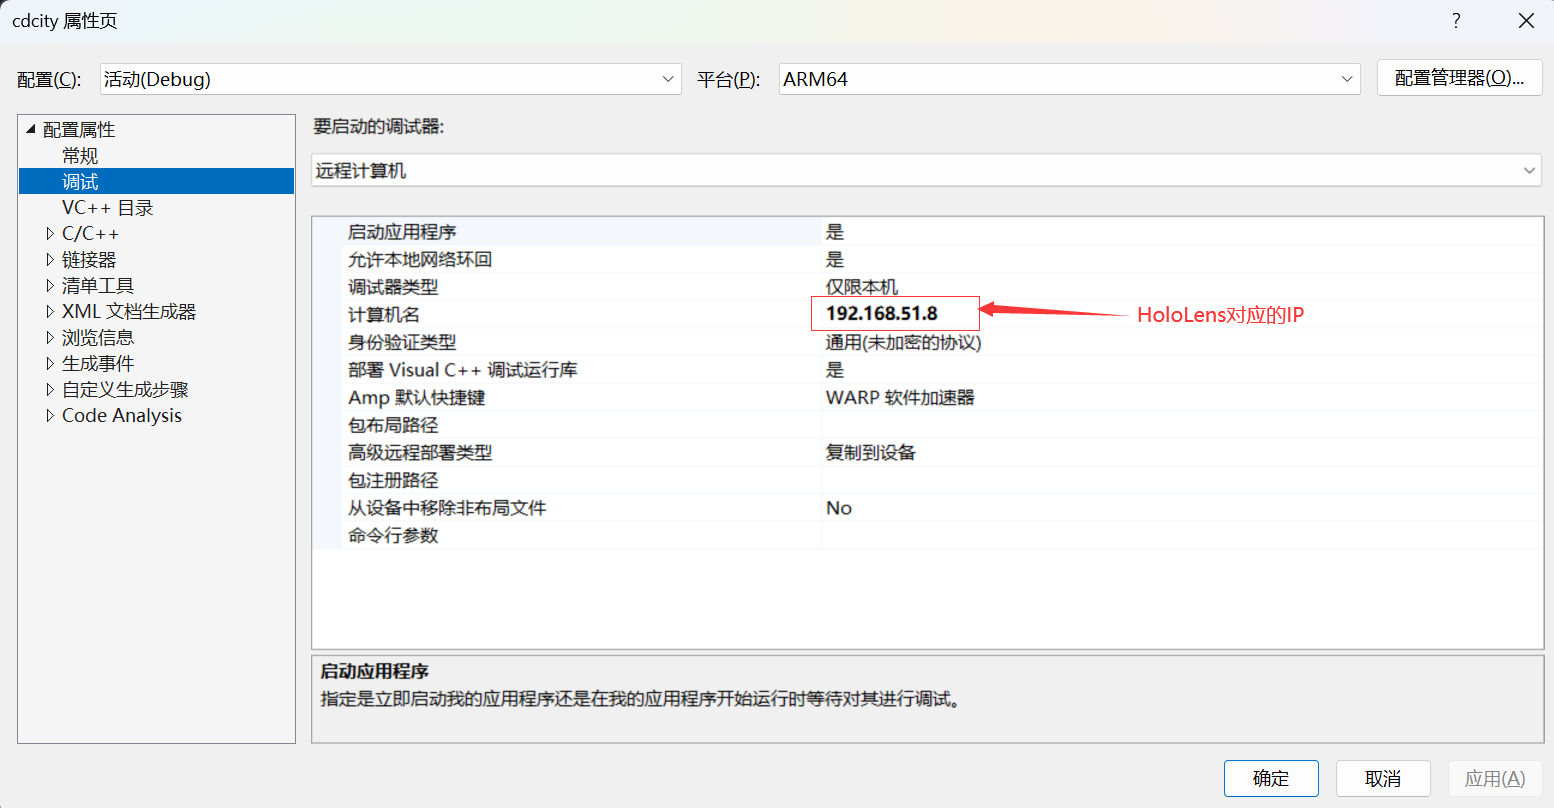 cdcity 属性页
配置(C):
活动(Debug)
平台(P):
ARM64
配置管理器(O)...
配置属性
常规
调试
VC++ 目录
C/C++
链接器
清单工具
XML 文档生成器
浏览信息
生成事件
自定义生成步骤
Code Analysis
要启动的调试器:
远程计算机
启动应用程序 是
允许本地网络环回 是
调试器类型 仅限本机
计算机名 192.168.51.8
HoloLens对应的IP
身份验证类型 通用(未加密的协议)
部署 Visual C++ 调试运行库 是
Amp 默认快捷键 WARP 软件加速器
包布局路径
高级远程部署类型 复制到设备
包注册路径
从设备中移除非布局文件 No
命令行参数
启动应用程序
指定是立即启动我的应用程序还是在我的应用程序开始运行时等待对其进行调试。
确定
取消
应用(A)